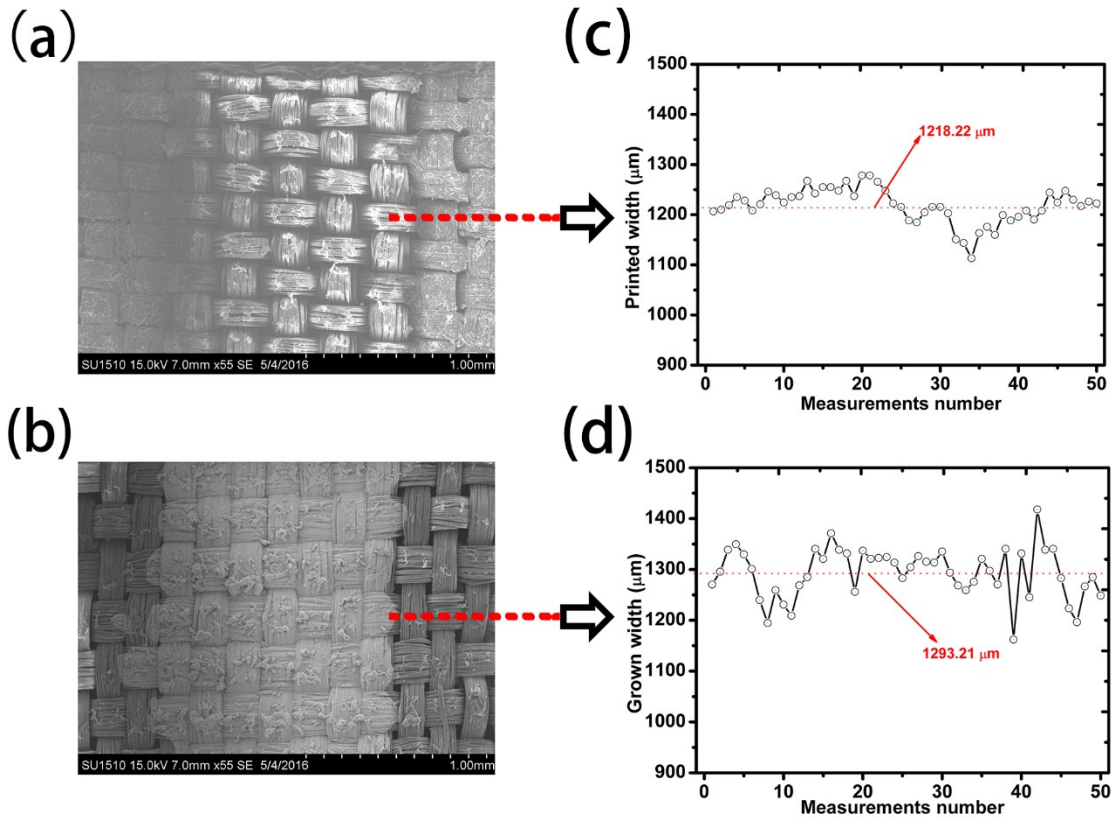 (a)
SU1510 15.0kV 7.0mm x55 SE 5/4/2016 1.00mm
(c)
1500
1400
1300
1200
1100
1000
900
Printed width (μm)
1218.22 μm
0 10 20 30 40 50
Measurements number
(b)
SU1510 15.0kV 7.0mm x55 SE 5/4/2016 1.00mm
(d)
1500
1400
1300
1200
1100
1000
900
Grown width (μm)
1293.21 μm
0 10 20 30 40 50
Measurements number